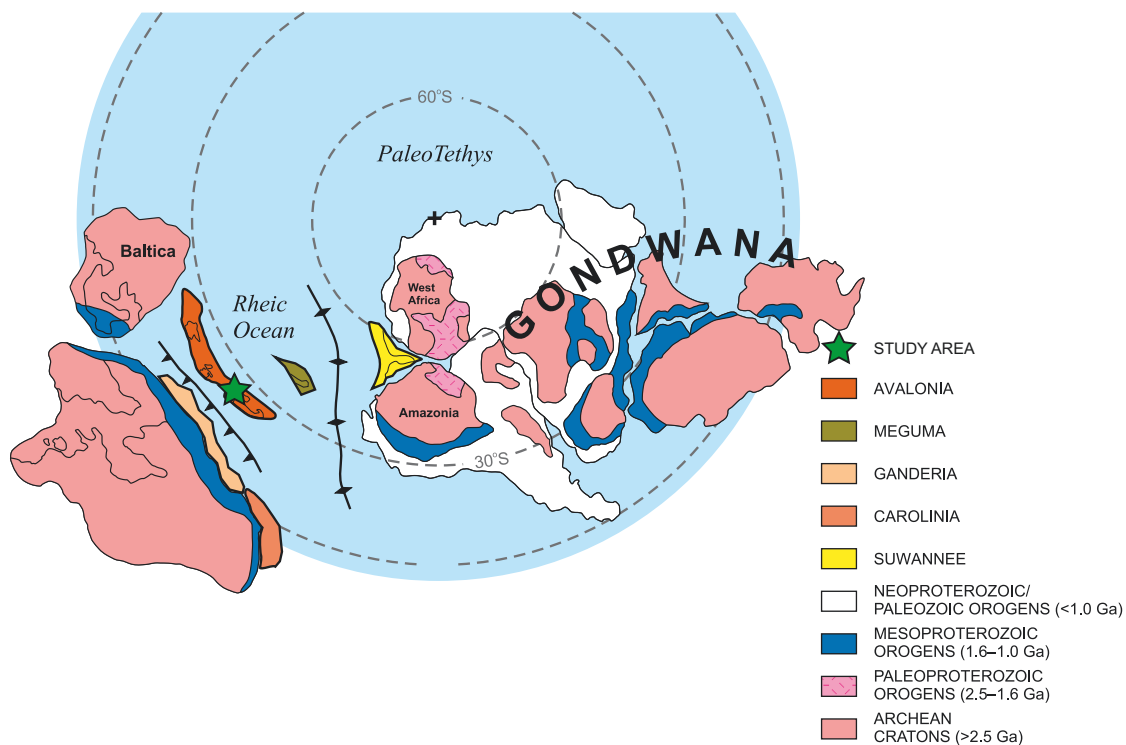 60°S
PaleoTethys
GONDWANA
Baltica
West
Africa
Rheic
Ocean
Amazonia
30°S
STUDY AREA
AVALONIA
MEGUMA
GANDERIA
CAROLINIA
SUWANNEE
NEOPROTEROZOIC/
PALEOZOIC OROGENS (<1.0 Ga)
MESOPROTEROZOIC
OROGENS (1.6–1.0 Ga)
PALEOPROTEROZOIC
OROGENS (2.5–1.6 Ga)
ARCHEAN
CRATONS (>2.5 Ga)